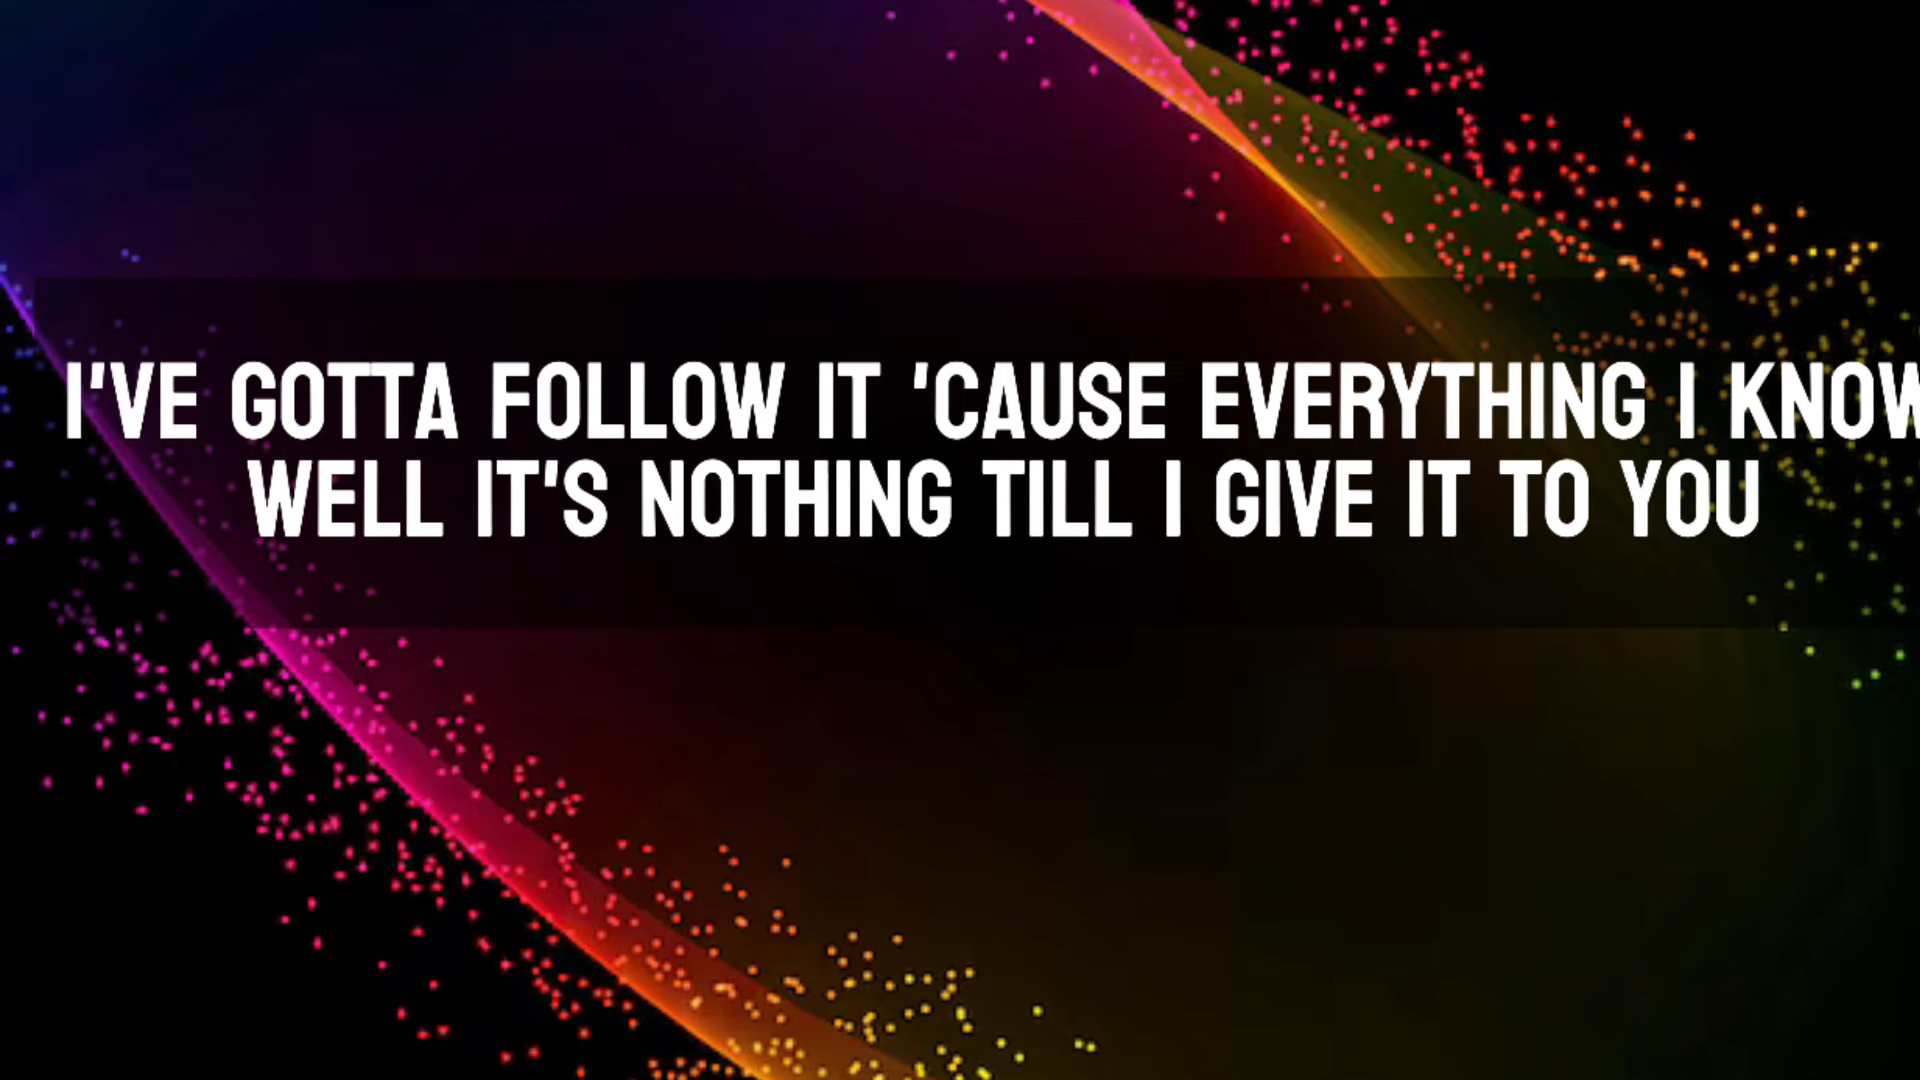 I'VE GOTTA FOLLOW IT 'CAUSE EVERYTHING I KNOW
WELL IT'S NOTHING TILL I GIVE IT TO YOU